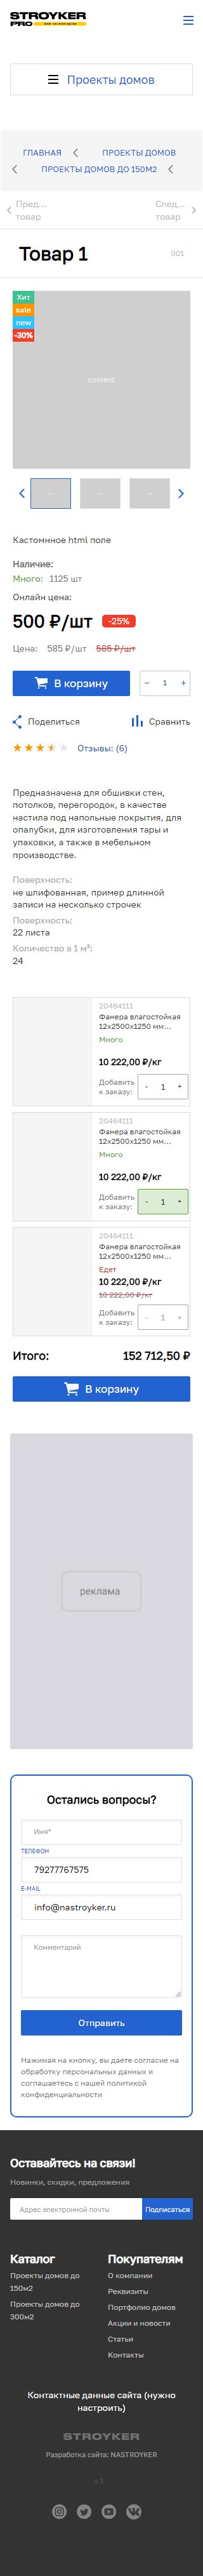 STROYKER
PRO
Проекты домов
ГЛАВНАЯ
ПРОЕКТЫ ДОМОВ
ПРОЕКТЫ ДОМОВ ДО 150М2
Пред...
товар
След...
товар
Товар 1
001
Хит
sale
new
-30%
content
Кастомнное html поле
Наличие:
Много: 1125 шт
Онлайн цена:
500 ₽/шт -25%
Цена: 585 ₽/шт 585 ₽/шт
В корзину
– 1 +
Поделиться
Сравнить
Отзывы: (6)
Предназначена для обшивки стен,
потолков, перегородок, в качестве
настила под напольные покрытия, для
опалубки, для изготовления тары и
упаковки, а также в мебельном
производстве.
Поверхность:
не шлифованная, пример длинной
записи на несколько строчек
Поверхность:
22 листа
Количество в 1 м³:
24
20464111
Фанера влагостойкая
12х2500х1250 мм...
Много
10 222,00 ₽/кг
Добавить
к заказу:
- 1 +
20464111
Фанера влагостойкая
12х2500х1250 мм...
Много
10 222,00 ₽/кг
Добавить
к заказу:
- 1 +
20464111
Фанера влагостойкая
12х2500х1250 мм...
Едет
10 222,00 ₽/кг
10 222,00 ₽/кг
Добавить
к заказу:
- 1 +
Итого: 152 712,50 ₽
В корзину
реклама
Остались вопросы?
Имя*
ТЕЛЕФОН
79277767575
E-MAIL
info@nastroyker.ru
Комментарий
Отправить
Нажимая на кнопку, вы даете согласие на
обработку персональных данных и
соглашаетесь с нашей политикой
конфиденциальности
Оставайтесь на связи!
Новинки, скидки, предложения
Адрес электронной почты
Подписаться
Каталог
Проекты домов до
150м2
Проекты домов до
300м2
Покупателям
О компании
Реквизиты
Портфолио домов
Акции и новости
Статьи
Контакты
Контактные данные сайта (нужно
настроить)
STROYKER
Разработка сайта: NASTROYKER